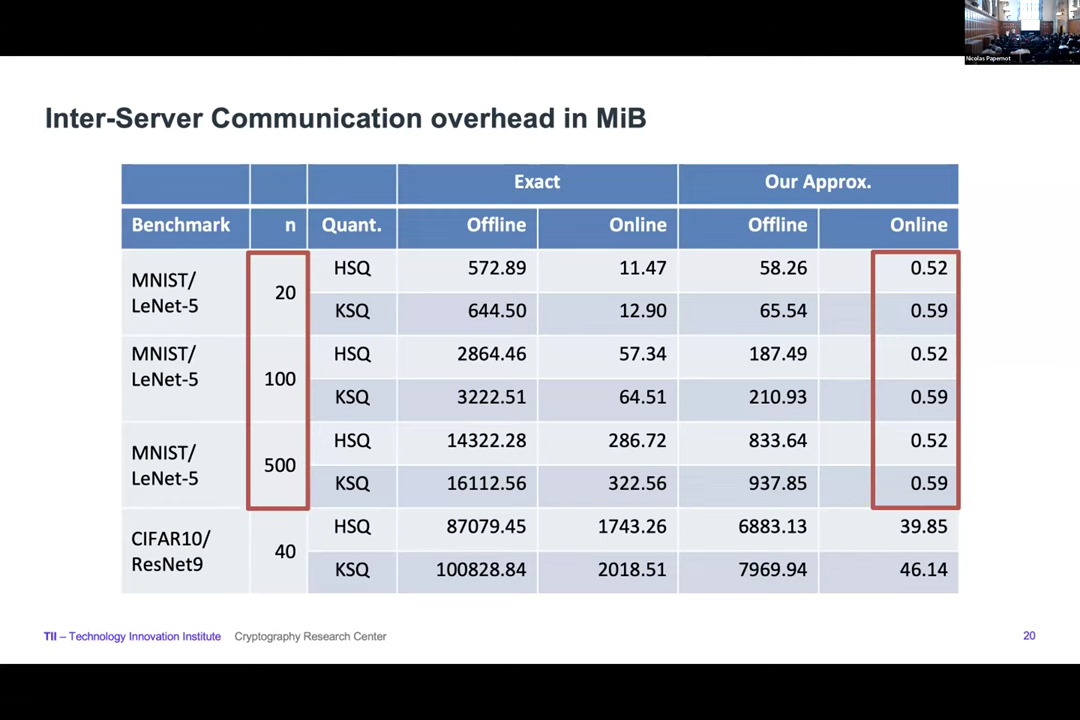 Nicolas Papernot
Inter-Server Communication overhead in MiB
Exact Our Approx.
Benchmark n Quant. Offline Online Offline Online
MNIST/
LeNet-5
20
HSQ 572.89 11.47 58.26 0.52
KSQ 644.50 12.90 65.54 0.59
MNIST/
LeNet-5
100
HSQ 2864.46 57.34 187.49 0.52
KSQ 3222.51 64.51 210.93 0.59
MNIST/
LeNet-5
500
HSQ 14322.28 286.72 833.64 0.52
KSQ 16112.56 322.56 937.85 0.59
CIFAR10/
ResNet9
40
HSQ 87079.45 1743.26 6883.13 39.85
KSQ 100828.84 2018.51 7969.94 46.14
TII – Technology Innovation Institute Cryptography Research Center 20